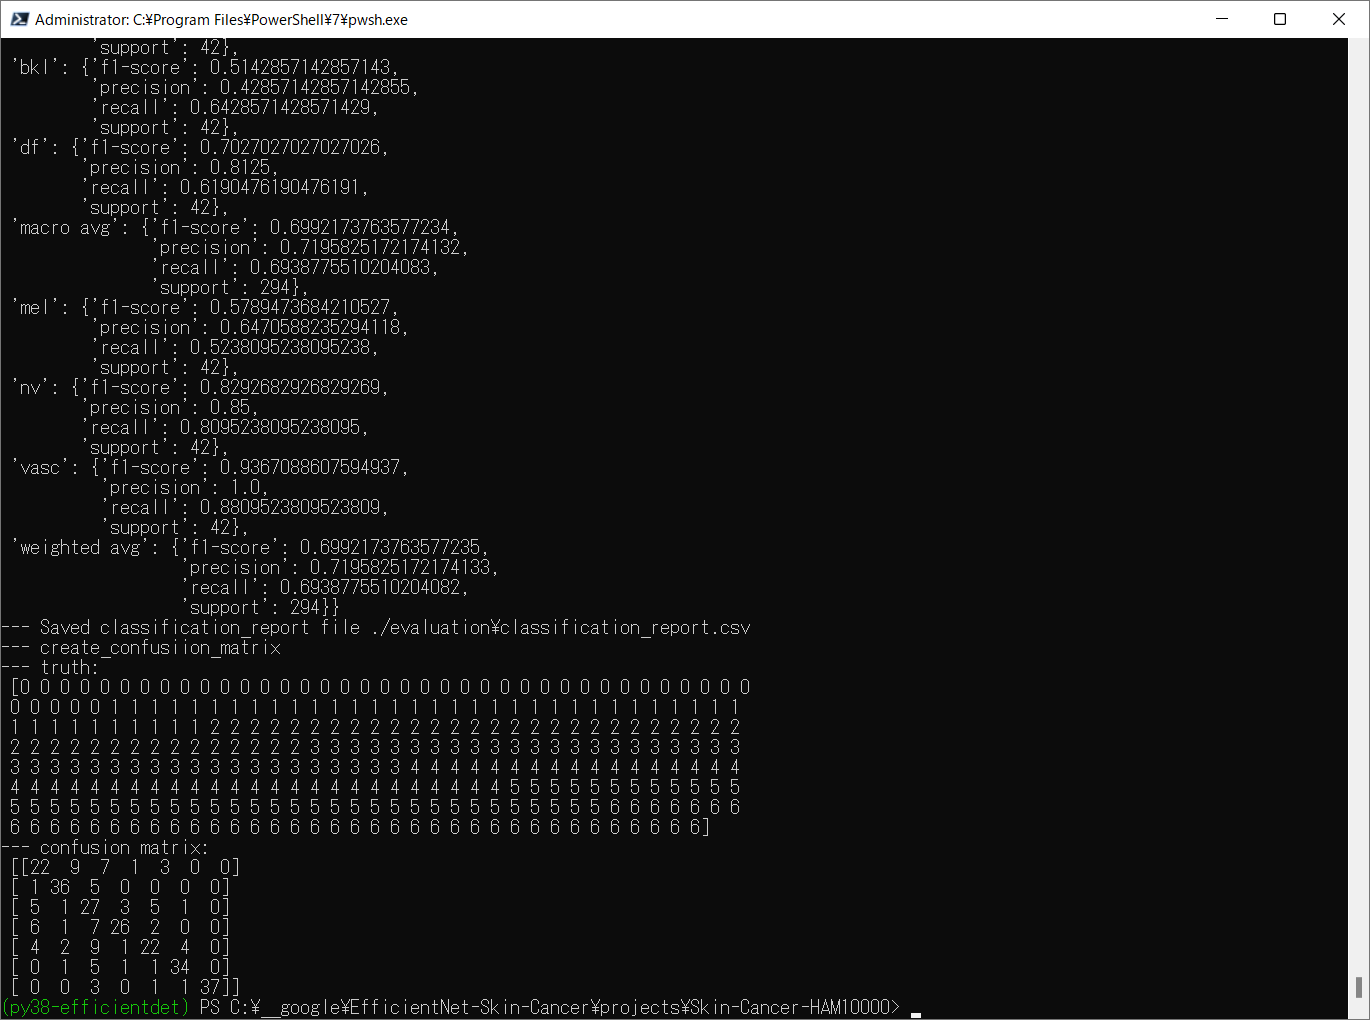 Administrator: C:¥Program Files¥PowerShell¥7¥pwsh.exe
'support': 42},
'bkl': {'f1-score': 0.5142857142857143,
'precision': 0.42857142857142855,
'recall': 0.6428571428571429,
'support': 42},
'df': {'f1-score': 0.7027027027027026,
'precision': 0.8125,
'recall': 0.6190476190476191,
'support': 42},
'macro avg': {'f1-score': 0.6992173763577234,
'precision': 0.7195825172174132,
'recall': 0.6938775510204083,
'support': 294},
'mel': {'f1-score': 0.5789473684210527,
'precision': 0.6470588235294118,
'recall': 0.5238095238095238,
'support': 42},
'nv': {'f1-score': 0.8292682926829269,
'precision': 0.85,
'recall': 0.8095238095238095,
'support': 42},
'vasc': {'f1-score': 0.9367088607594937,
'precision': 1.0,
'recall': 0.8809523809523809,
'support': 42},
'weighted avg': {'f1-score': 0.6992173763577235,
'precision': 0.7195825172174133,
'recall': 0.6938775510204082,
'support': 294}}
--- Saved classification_report file ./evaluation¥classification_report.csv
--- create_confusiion_matrix
--- truth:
[0 0 0 0 0 0 0 0 0 0 0 0 0 0 0 0 0 0 0 0 0 0 0 0 0 0 0 0 0 0 0 0 0 0 0 0 0
0 0 0 0 0 1 1 1 1 1 1 1 1 1 1 1 1 1 1 1 1 1 1 1 1 1 1 1 1 1 1 1 1 1 1 1 1
1 1 1 1 1 1 1 1 1 1 2 2 2 2 2 2 2 2 2 2 2 2 2 2 2 2 2 2 2 2 2 2 2 2 2 2 2
2 2 2 2 2 2 2 2 2 2 2 2 2 2 2 3 3 3 3 3 3 3 3 3 3 3 3 3 3 3 3 3 3 3 3 3 3
3 3 3 3 3 3 3 3 3 3 3 3 3 3 3 3 3 3 3 3 4 4 4 4 4 4 4 4 4 4 4 4 4 4 4 4 4
4 4 4 4 4 4 4 4 4 4 4 4 4 4 4 4 4 4 4 4 4 4 4 4 4 5 5 5 5 5 5 5 5 5 5 5 5
5 5 5 5 5 5 5 5 5 5 5 5 5 5 5 5 5 5 5 5 5 5 5 5 5 5 5 5 5 5 6 6 6 6 6 6 6
6 6 6 6 6 6 6 6 6 6 6 6 6 6 6 6 6 6 6 6 6 6 6 6 6 6 6 6 6 6 6 6 6 6 6]
--- confusion matrix:
[[22 9 7 1 3 0 0]
[ 1 36 5 0 0 0 0]
[ 5 1 27 3 5 1 0]
[ 6 1 7 26 2 0 0]
[ 4 2 9 1 22 4 0]
[ 0 1 5 1 1 34 0]
[ 0 0 3 0 1 1 37]]
(py38-efficientdet) PS C:¥__google¥EfficientNet-Skin-Cancer¥projects¥Skin-Cancer-HAM10000>